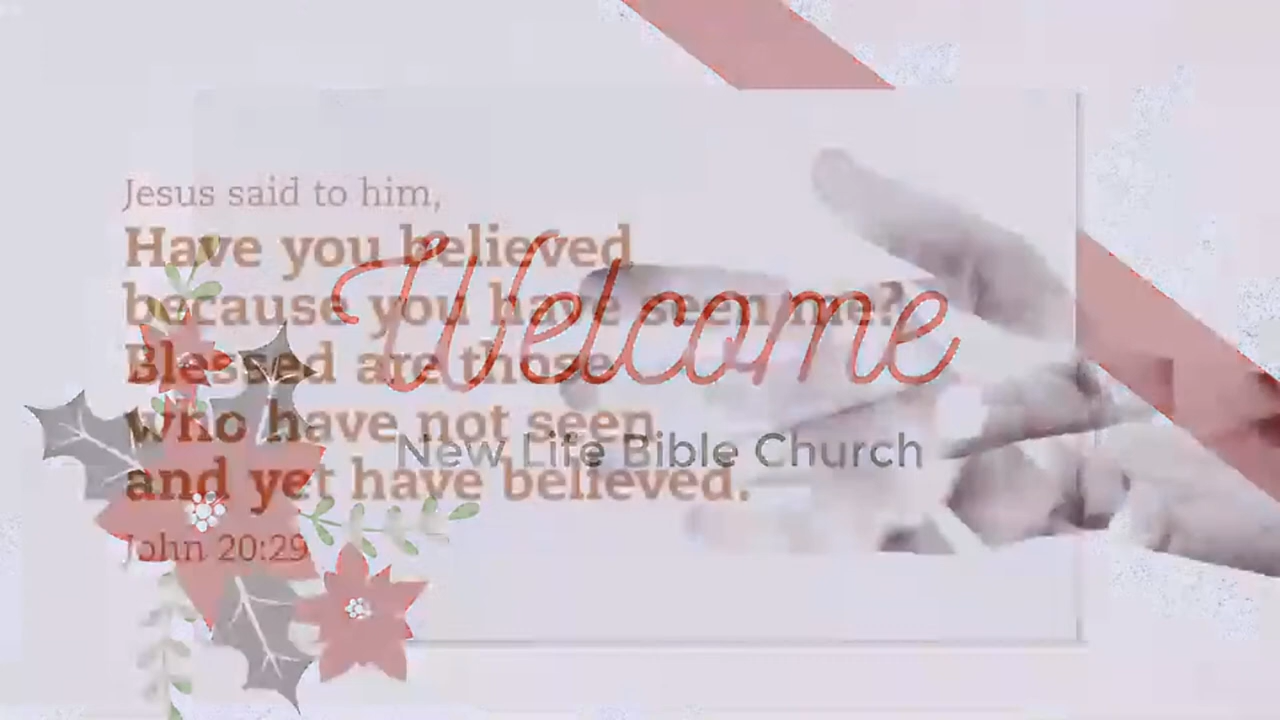 Jesus said to him,
Have you believed
because you have seen me?
Blessed are those
who have not seen
and yet have believed.
John 20:29
Welcome
New Life Bible Church